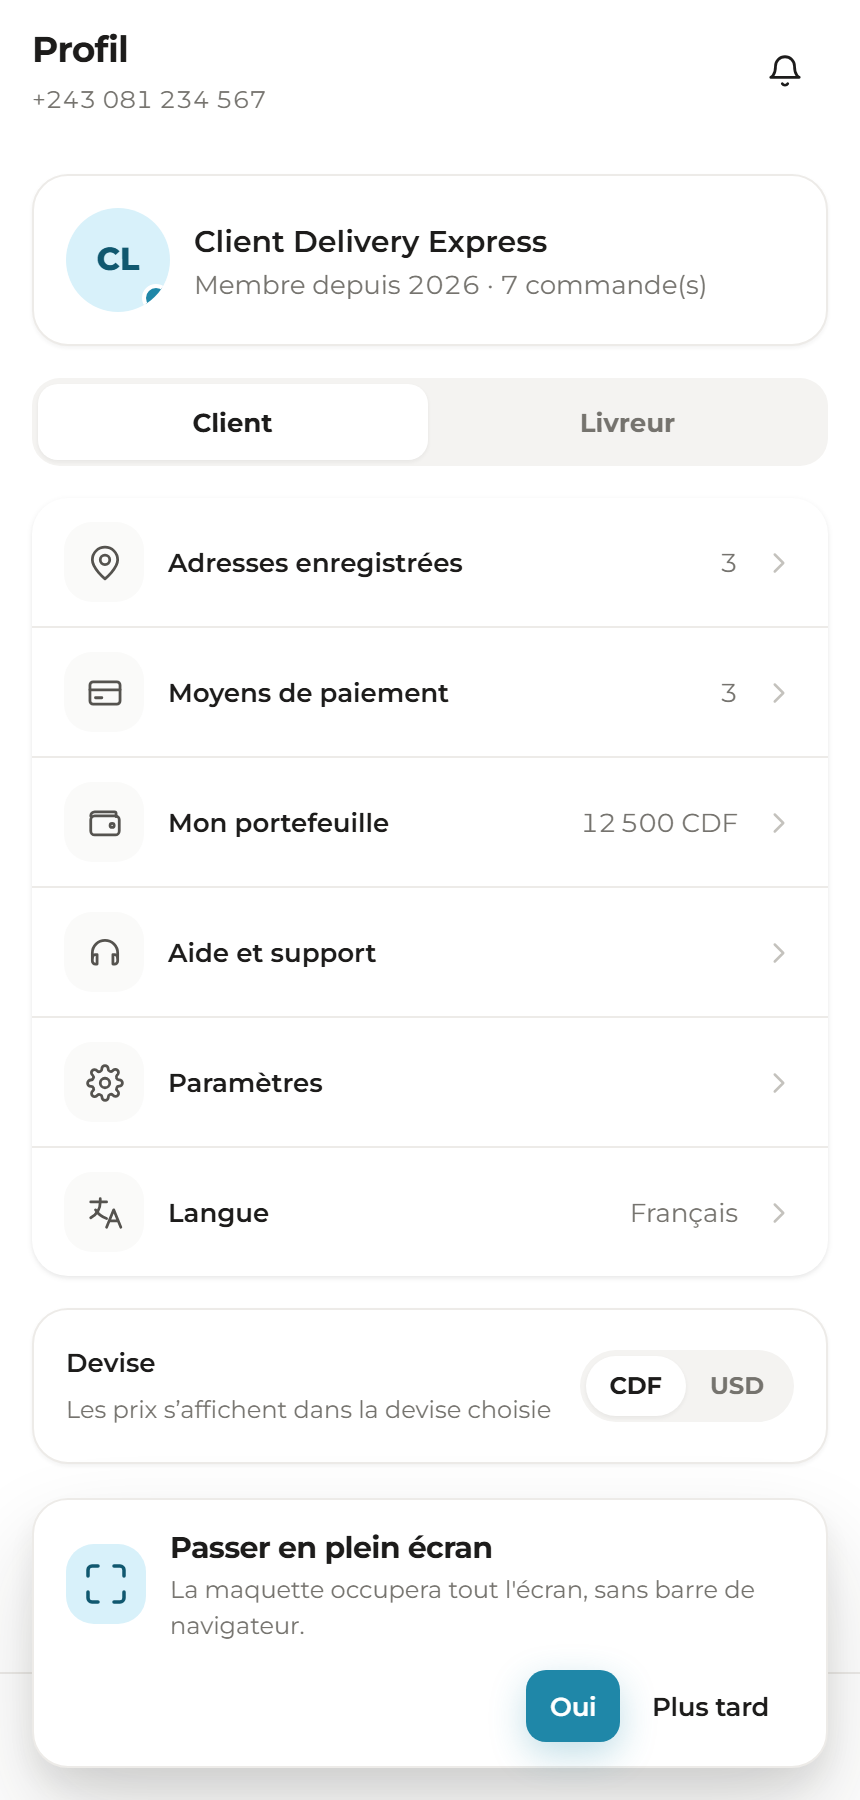 Profil
+243 081 234 567
CL
Client Delivery Express
Membre depuis 2026 · 7 commande(s)
Client
Livreur
Adresses enregistrées
3
Moyens de paiement
3
Mon portefeuille
12 500 CDF
Aide et support
Paramètres
Langue
Français
Devise
Les prix s’affichent dans la devise choisie
CDF
USD
Passer en plein écran
La maquette occupera tout l'écran, sans barre de
navigateur.
Oui
Plus tard